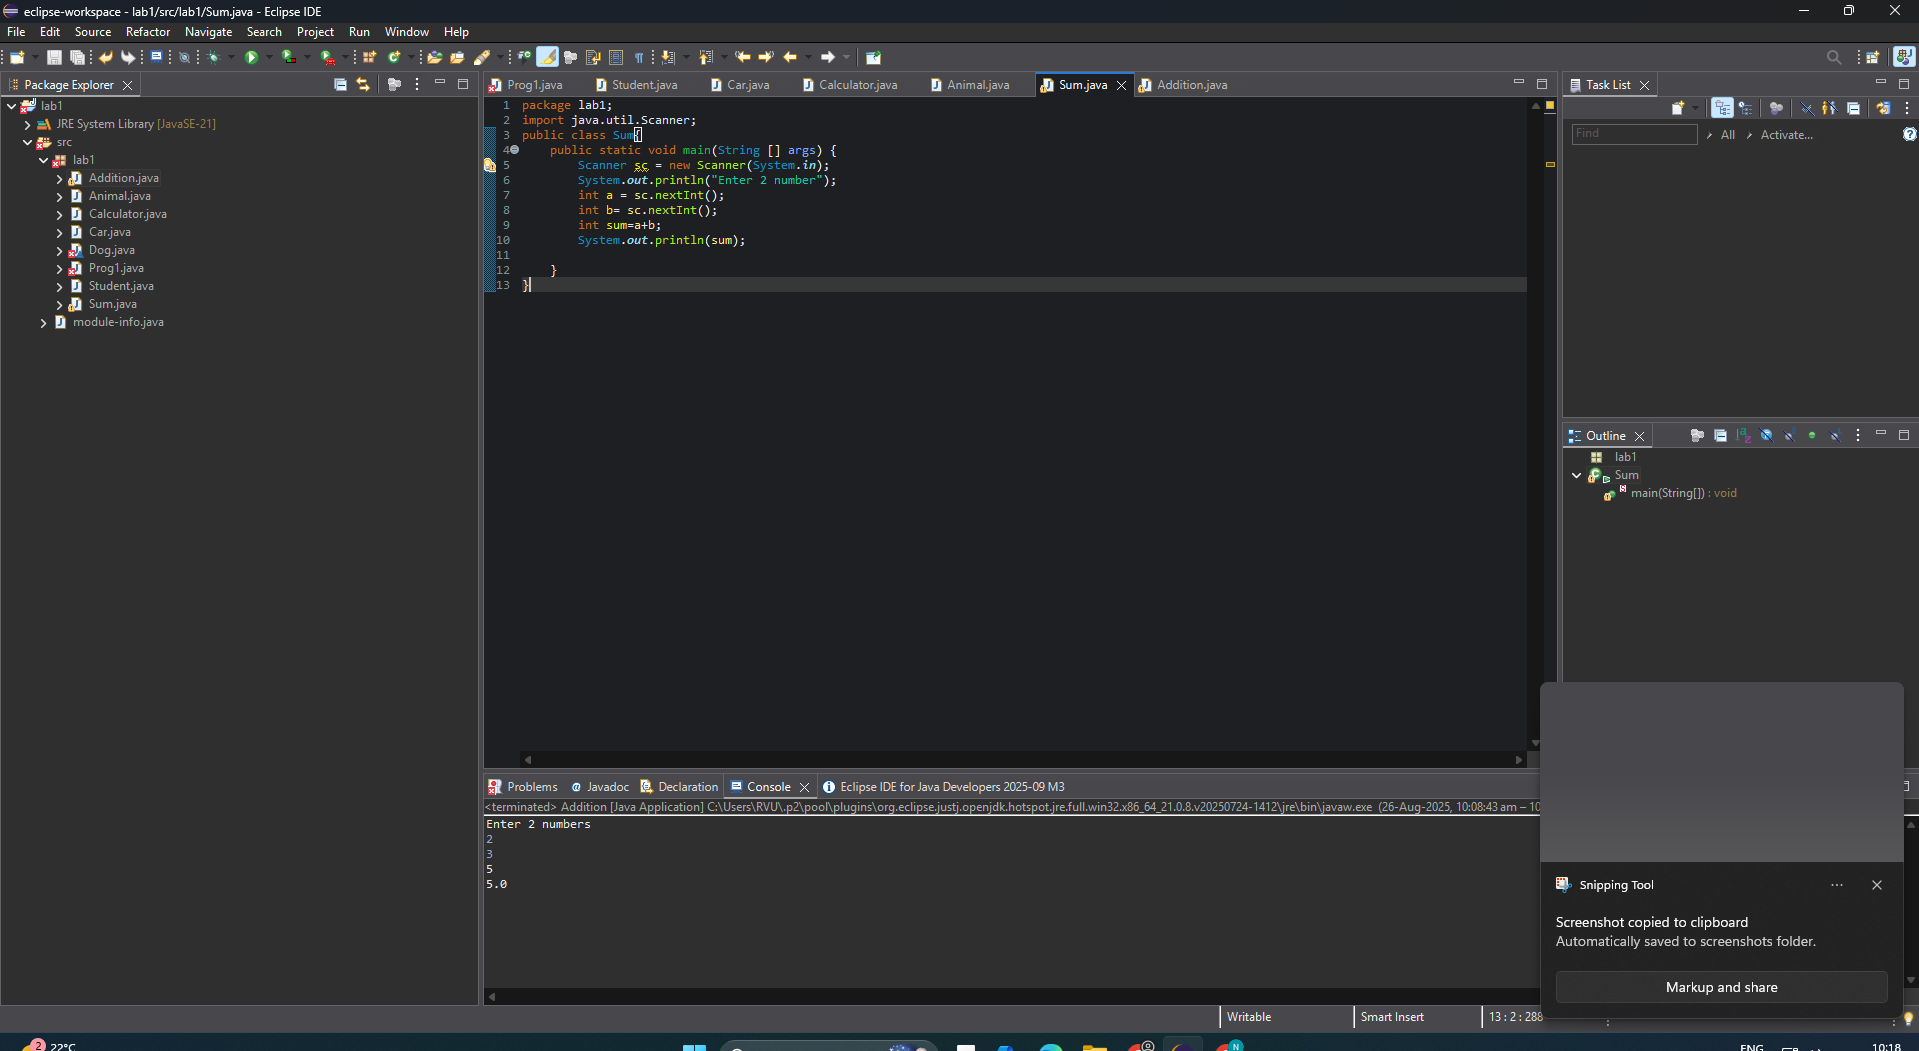 eclipse-workspace - lab1/src/lab1/Sum.java - Eclipse IDE
File Edit Source Refactor Navigate Search Project Run Window Help
Package Explorer
lab1
JRE System Library [JavaSE-21]
src
lab1
Addition.java
Animal.java
Calculator.java
Car.java
Dog.java
Prog1.java
Student.java
Sum.java
module-info.java
Prog1.java Student.java Car.java Calculator.java Animal.java Sum.java Addition.java
1 package lab1;
2 import java.util.Scanner;
3 public class Sum{
4 public static void main(String [] args) {
5 Scanner sc = new Scanner(System.in);
6 System.out.println("Enter 2 number");
7 int a = sc.nextInt();
8 int b= sc.nextInt();
9 int sum=a+b;
10 System.out.println(sum);
11
12 }
13 }
Task List
Find
All Activate...
Outline
lab1
Sum
main(String[]) : void
Problems Javadoc Declaration Console Eclipse IDE for Java Developers 2025-09 M3
<terminated> Addition [Java Application] C:\Users\RVU\.p2\pool\plugins\org.eclipse.justj.openjdk.hotspot.jre.full.win32.x86_64_21.0.8.v20250724-1412\jre\bin\javaw.exe (26-Aug-2025, 10:08:43 am – 10
Enter 2 numbers
2
3
5
5.0
Snipping Tool
Screenshot copied to clipboard
Automatically saved to screenshots folder.
Markup and share
Writable Smart Insert 13 : 2 : 288
2 22°C
N
ENG 10:18